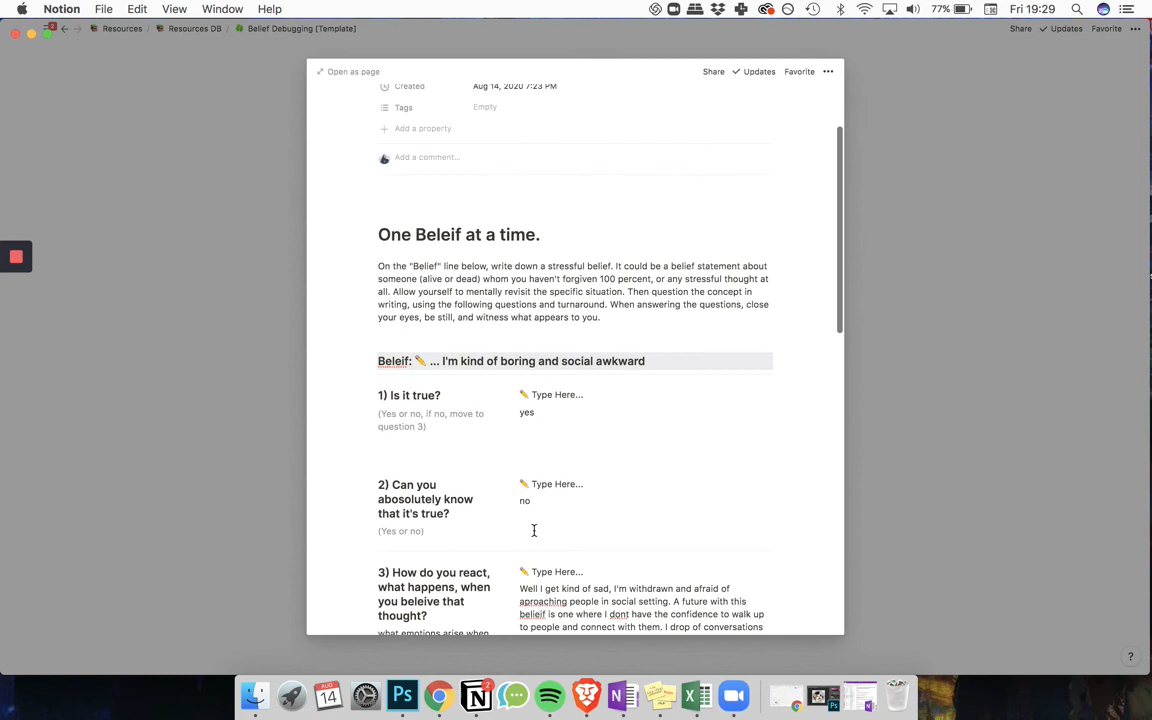 Notion File Edit View Window Help 77% Fri 19:29
2 Resources / Resources DB / Belief Debugging [Template] Share Updates Favorite
Open as page Share Updates Favorite
Created Aug 14, 2020 7:23 PM
Tags Empty
Add a property
Add a comment...
One Beleif at a time.
On the "Belief" line below, write down a stressful belief. It could be a belief statement about
someone (alive or dead) whom you haven't forgiven 100 percent, or any stressful thought at
all. Allow yourself to mentally revisit the specific situation. Then question the concept in
writing, using the following questions and turnaround. When answering the questions, close
your eyes, be still, and witness what appears to you.
Beleif: ✏️ ... I'm kind of boring and social awkward
1) Is it true?
(Yes or no, if no, move to
question 3)
✏️ Type Here...
yes
2) Can you
abosolutely know
that it's true?
(Yes or no)
✏️ Type Here...
no
3) How do you react,
what happens, when
you beleive that
thought?
what emotions arise when
✏️ Type Here...
Well I get kind of sad, I'm withdrawn and afraid of
aproaching people in social setting. A future with this
belieif is one where I dont have the confidence to walk up
to people and connect with them. I drop of conversations
?
AUG
14
Ps
2